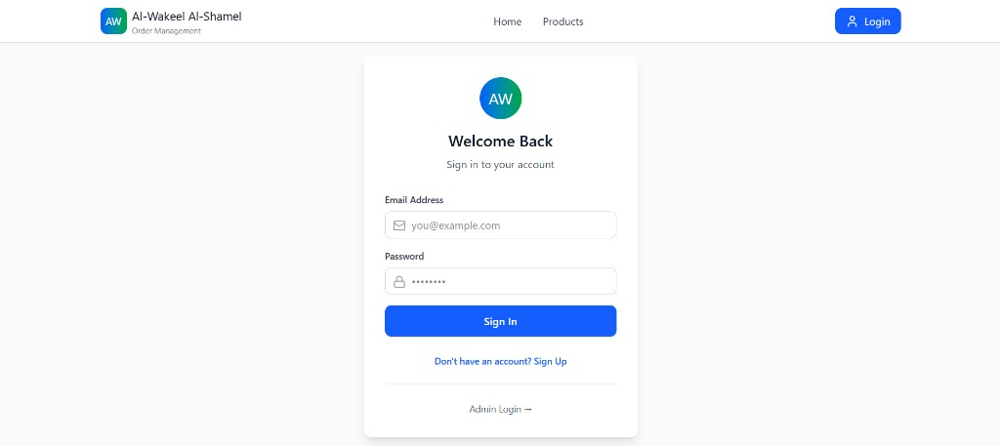 AW
Al-Wakeel Al-Shamel
Order Management
Home
Products
Login
AW
Welcome Back
Sign in to your account
Email Address
you@example.com
Password
••••••••
Sign In
Don't have an account? Sign Up
Admin Login →